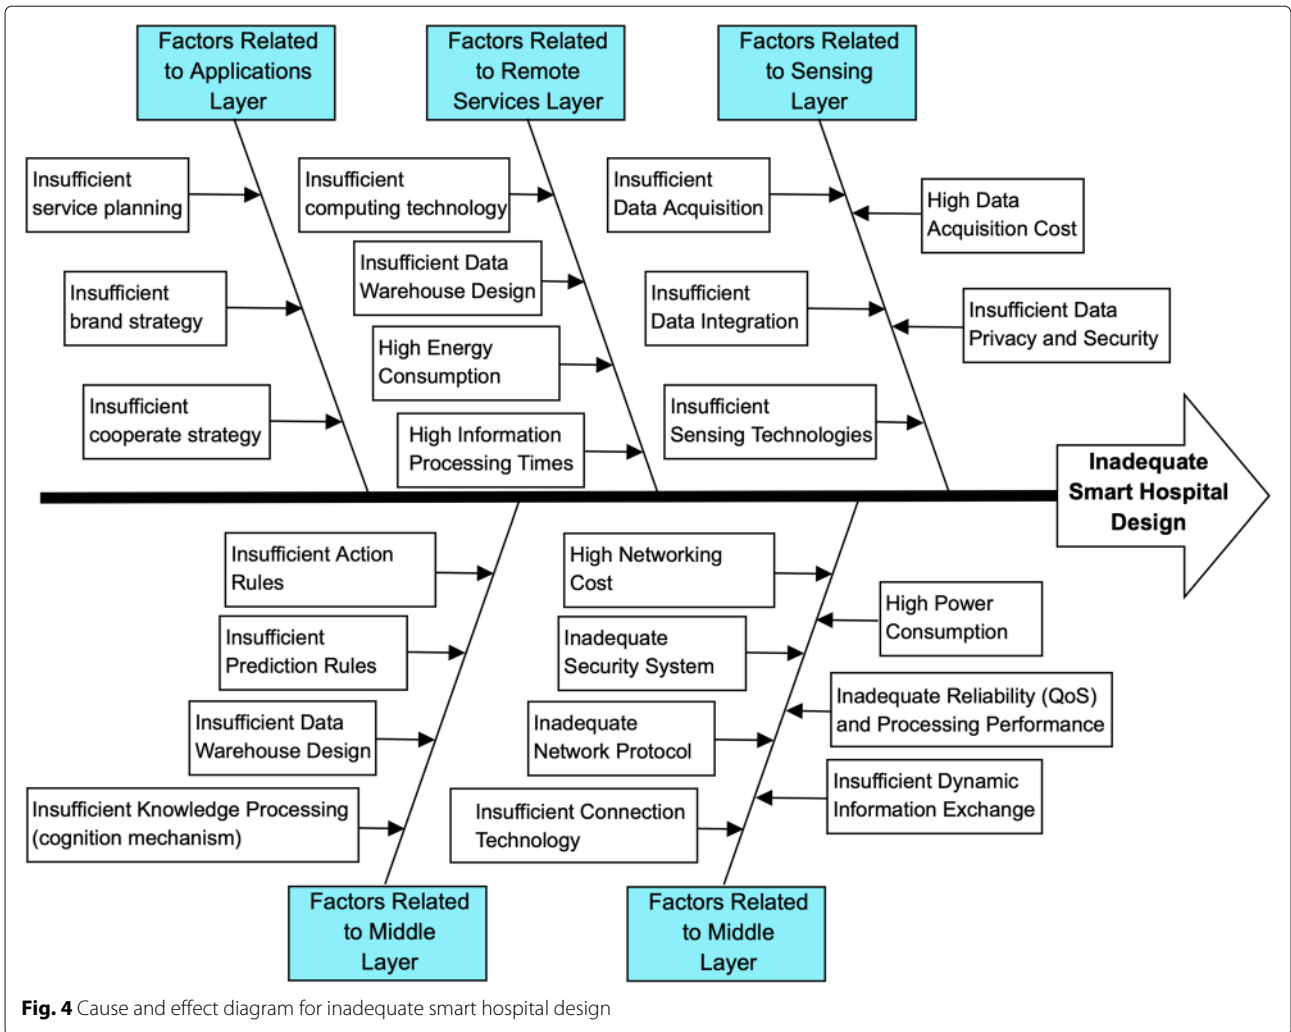 Factors Related
to Applications
Layer
Factors Related
to Remote
Services Layer
Factors Related
to Sensing
Layer
Insufficient
service planning
Insufficient
brand strategy
Insufficient
cooperate strategy
Insufficient
computing technology
Insufficient Data
Warehouse Design
High Energy
Consumption
High Information
Processing Times
Insufficient
Data Acquisition
Insufficient
Data Integration
Insufficient
Sensing Technologies
High Data
Acquisition Cost
Insufficient Data
Privacy and Security
Inadequate
Smart Hospital
Design
Insufficient Action
Rules
Insufficient
Prediction Rules
Insufficient Data
Warehouse Design
Insufficient Knowledge Processing
(cognition mechanism)
High Networking
Cost
Inadequate
Security System
Inadequate
Network Protocol
Insufficient Connection
Technology
High Power
Consumption
Inadequate Reliability (QoS)
and Processing Performance
Insufficient Dynamic
Information Exchange
Factors Related
to Middle
Layer
Factors Related
to Middle
Layer
Fig. 4 Cause and effect diagram for inadequate smart hospital design